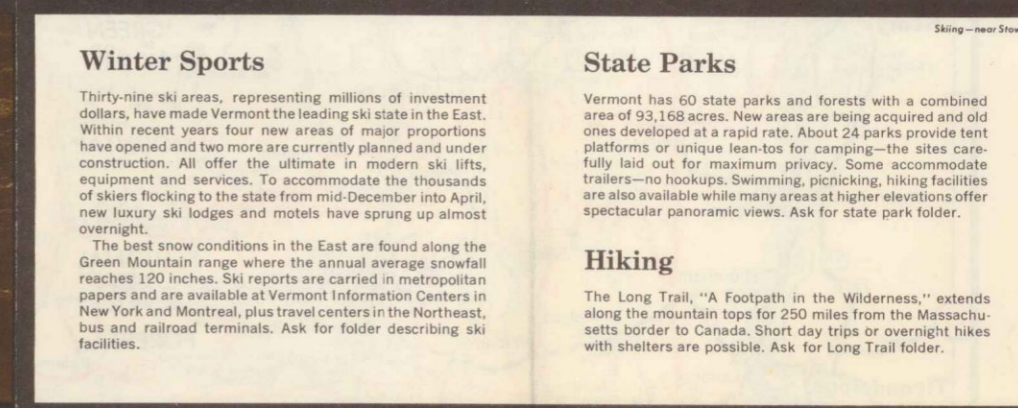 Skiing—near Stow
Winter Sports
Thirty-nine ski areas, representing millions of investment
dollars, have made Vermont the leading ski state in the East.
Within recent years four new areas of major proportions
have opened and two more are currently planned and under
construction. All offer the ultimate in modern ski lifts,
equipment and services. To accommodate the thousands
of skiers flocking to the state from mid-December into April,
new luxury ski lodges and motels have sprung up almost
overnight.
The best snow conditions in the East are found along the
Green Mountain range where the annual average snowfall
reaches 120 inches. Ski reports are carried in metropolitan
papers and are available at Vermont Information Centers in
New York and Montreal, plus travel centers in the Northeast,
bus and railroad terminals. Ask for folder describing ski
facilities.
State Parks
Vermont has 60 state parks and forests with a combined
area of 93,168 acres. New areas are being acquired and old
ones developed at a rapid rate. About 24 parks provide tent
platforms or unique lean-tos for camping—the sites care-
fully laid out for maximum privacy. Some accommodate
trailers—no hookups. Swimming, picnicking, hiking facilities
are also available while many areas at higher elevations offer
spectacular panoramic views. Ask for state park folder.
Hiking
The Long Trail, "A Footpath in the Wilderness," extends
along the mountain tops for 250 miles from the Massachu-
setts border to Canada. Short day trips or overnight hikes
with shelters are possible. Ask for Long Trail folder.